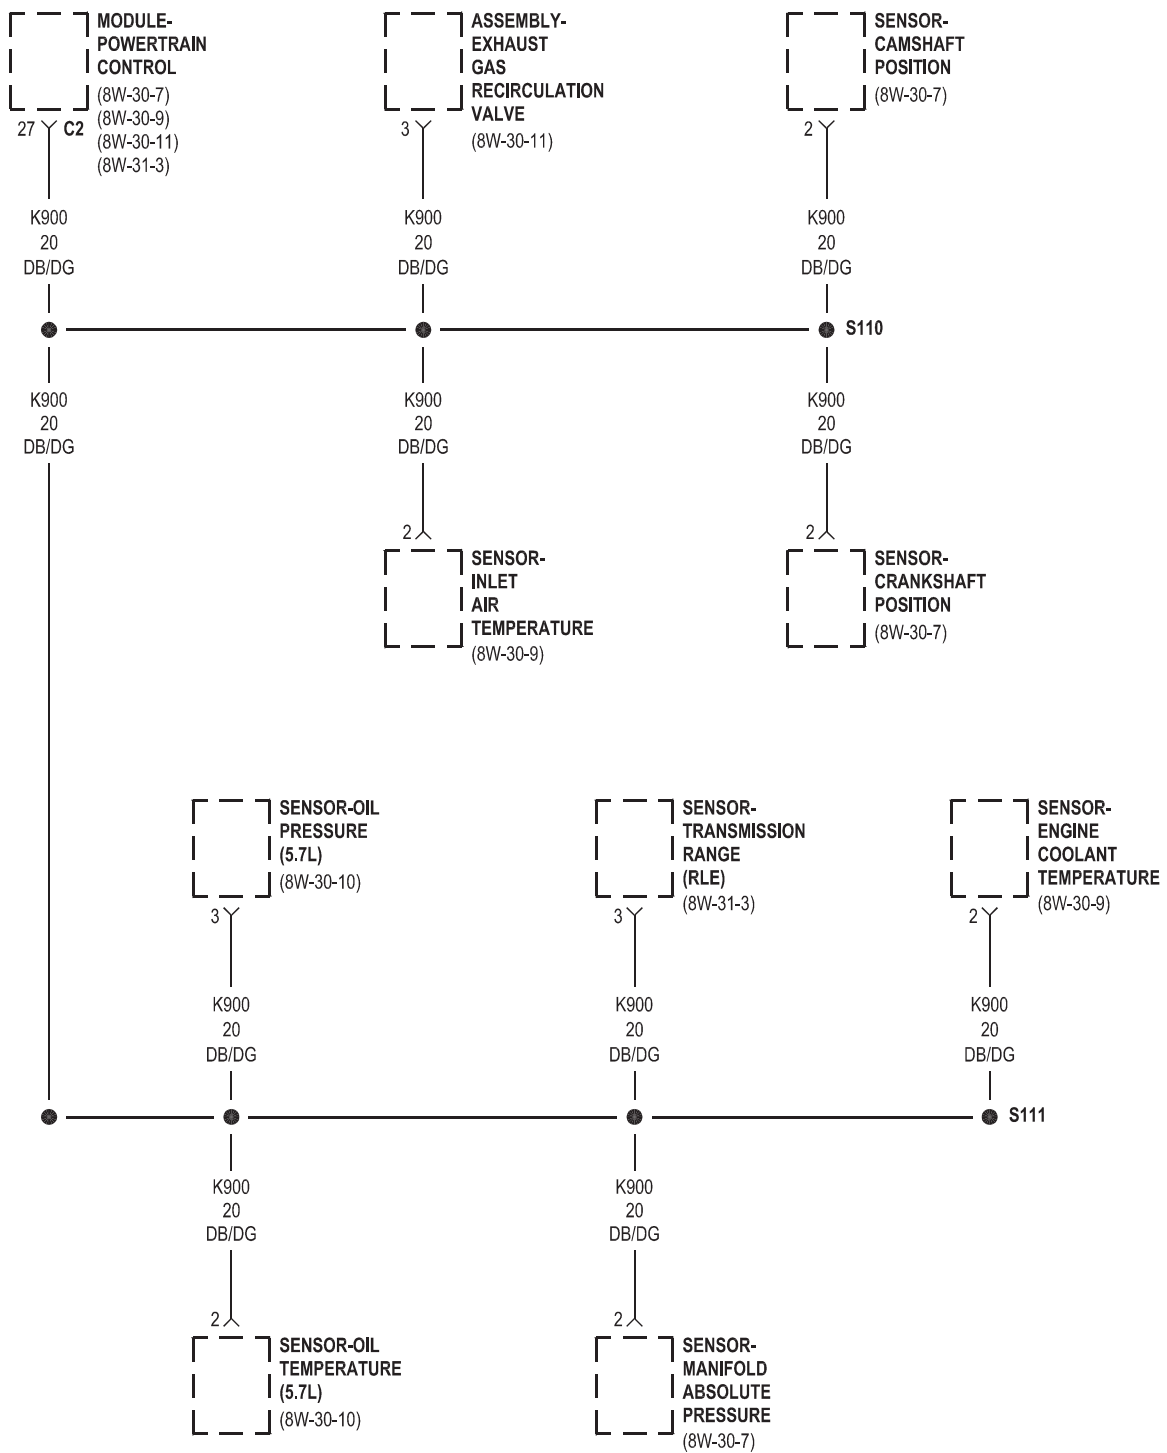 MODULE-
POWERTRAIN
CONTROL
(8W-30-7)
(8W-30-9)
(8W-30-11)
(8W-31-3)
27 C2
ASSEMBLY-
EXHAUST
GAS
RECIRCULATION
VALVE
(8W-30-11)
3
SENSOR-
CAMSHAFT
POSITION
(8W-30-7)
2
K900
20
DB/DG
K900
20
DB/DG
K900
20
DB/DG
S110
K900
20
DB/DG
K900
20
DB/DG
K900
20
DB/DG
2
SENSOR-
INLET
AIR
TEMPERATURE
(8W-30-9)
2
SENSOR-
CRANKSHAFT
POSITION
(8W-30-7)
SENSOR-OIL
PRESSURE
(5.7L)
(8W-30-10)
3
SENSOR-
TRANSMISSION
RANGE
(RLE)
(8W-31-3)
3
SENSOR-
ENGINE
COOLANT
TEMPERATURE
(8W-30-9)
2
K900
20
DB/DG
K900
20
DB/DG
K900
20
DB/DG
S111
K900
20
DB/DG
K900
20
DB/DG
2
SENSOR-OIL
TEMPERATURE
(5.7L)
(8W-30-10)
2
SENSOR-
MANIFOLD
ABSOLUTE
PRESSURE
(8W-30-7)